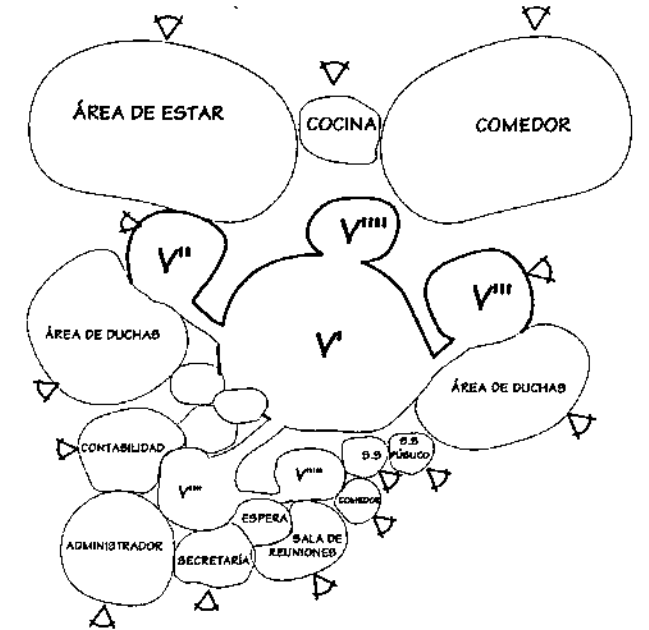 ÁREA DE ESTAR
COCINA
COMEDOR
V''''
V''
V'''
V'
ÁREA DE DUCHAS
ÁREA DE DUCHAS
CONTABILIDAD
S.S
S.S
PÚBLICO
COMEDOR
ESPERA
SALA DE
REUNIONES
ADMINISTRADOR
SECRETARÍA